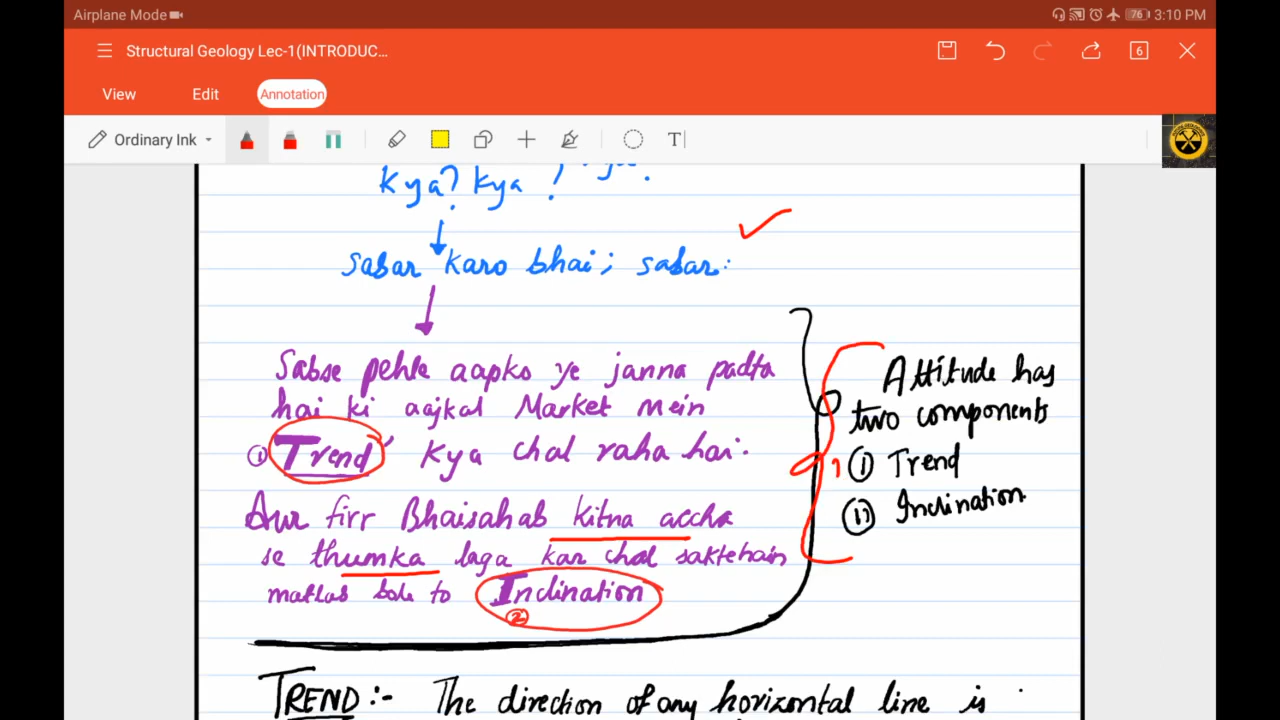 Airplane Mode
76 3:10 PM
Structural Geology Lec-1(INTRODUC...
6
View Edit Annotation
Ordinary Ink
T
kya? kya !
Sabar karo bhai; sabar:
Sabse pehle aapko ye janna padta
hai ki aajkal Market mein
① Trend' kya chal raha hai.
Aur firr Bhaisahab kitna accha
se thumka laga kar chal saktehain
matlab bole to Inclination
②
Attitude has
two components
(i) Trend
(ii) Inclination
TREND:- The direction of any horizontal line is